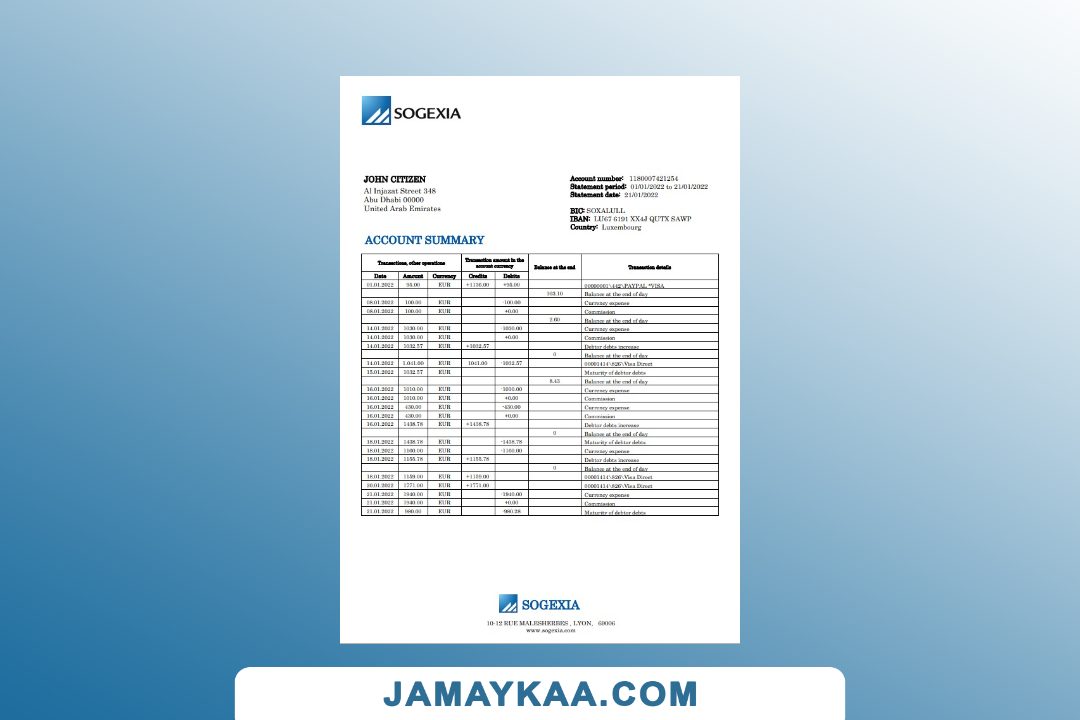 SOGEXIA
JOHN CITIZEN
Al Injazat Street 348
Abu Dhabi 00000
United Arab Emirates
Account number: 1180007421254
Statement period: 01/01/2022 to 21/01/2022
Statement date: 21/01/2022
BIC: SOXALULL
IBAN: LU67 6191 XX4J QUTX SAWP
Country: Luxembourg
ACCOUNT SUMMARY
Transactions, other operations
Transaction amount in the account currency
Balance at the end
Transaction details
Date Amount Currency Credits Debits
01.01.2022 95.00 EUR +1136.00 +95.00 PAYPAL *VISA
163.10 Balance at the end of day
08.01.2022 100.00 EUR -100.00 Currency expense
08.01.2022 100.00 EUR +0.00 Commission
2.60 Balance at the end of day
14.01.2022 1030.00 EUR -1030.00 Currency expense
14.01.2022 1030.00 EUR +0.00 Commission
14.01.2022 1032.57 EUR +1032.57 Debtor debts increase
0 Balance at the end of day
14.01.2022 1,041.00 EUR 1041.00 -1032.57 00001414\826\Visa Direct
15.01.2022 1032.57 EUR Maturity of debtor debts
8.43 Balance at the end of day
16.01.2022 1010.00 EUR -1010.00 Currency expense
16.01.2022 1010.00 EUR +0.00 Commission
16.01.2022 430.00 EUR -430.00 Currency expense
16.01.2022 430.00 EUR +0.00 Commission
16.01.2022 1438.78 EUR +1438.78 Debtor debts increase
0 Balance at the end of day
18.01.2022 1438.78 EUR -1438.78 Maturity of debtor debts
18.01.2022 1160.00 EUR -1160.00 Currency expense
18.01.2022 1155.78 EUR +1155.78 Debtor debts increase
0 Balance at the end of day
18.01.2022 1159.00 EUR +1159.00 00001414\826\Visa Direct
20.01.2022 1771.00 EUR +1771.00 00001414\826\Visa Direct
21.01.2022 1940.00 EUR -1940.00 Currency expense
21.01.2022 1940.00 EUR +0.00 Commission
21.01.2022 980.00 EUR -980.28 Maturity of debtor debts
SOGEXIA
10-12 RUE MALESHERBES , LYON, 69006
www.sogexia.com
JAMAYKAA.COM